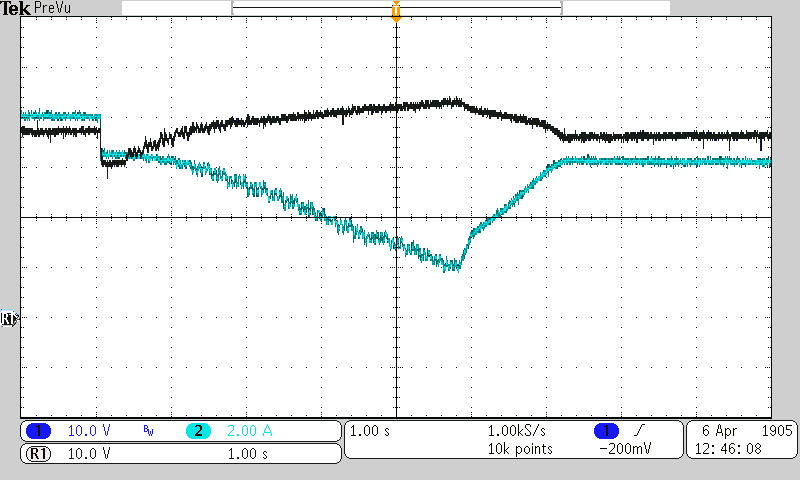 Tek PreVu
T
R1
1 10.0 V BW 2 2.00 A
R1 10.0 V 1.00 s
1.00 s 1.00kS/s
10k points
1 -200mV
6 Apr 1905
12:46:08